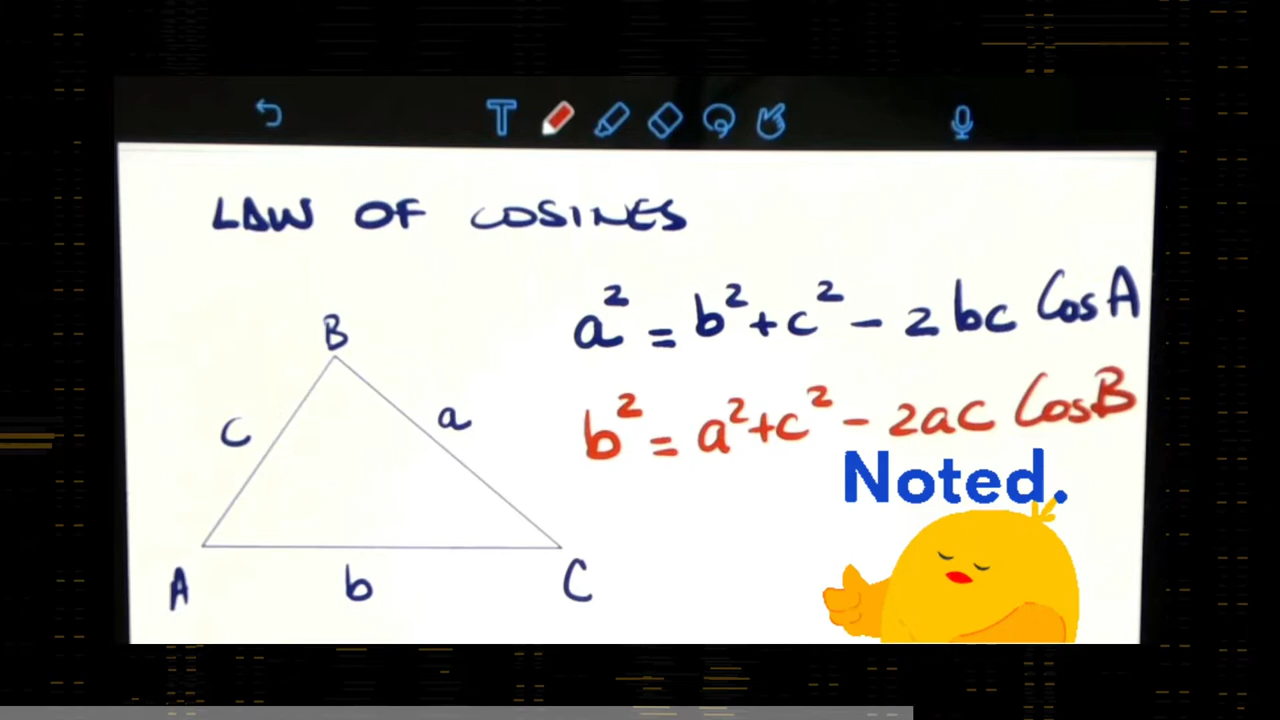 LAW OF COSINES
a² = b² + c² - 2bc CosA
B
b² = a² + c² - 2ac CosB
c
a
Noted.
A
b
C